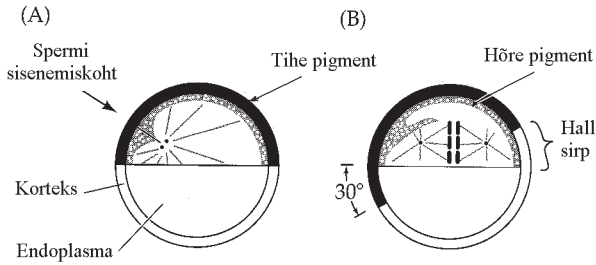 (A)
Spermi
sisenemiskoht
Tihe pigment
Korteks
Endoplasma
(B)
Hõre pigment
Hall
sirp
30°